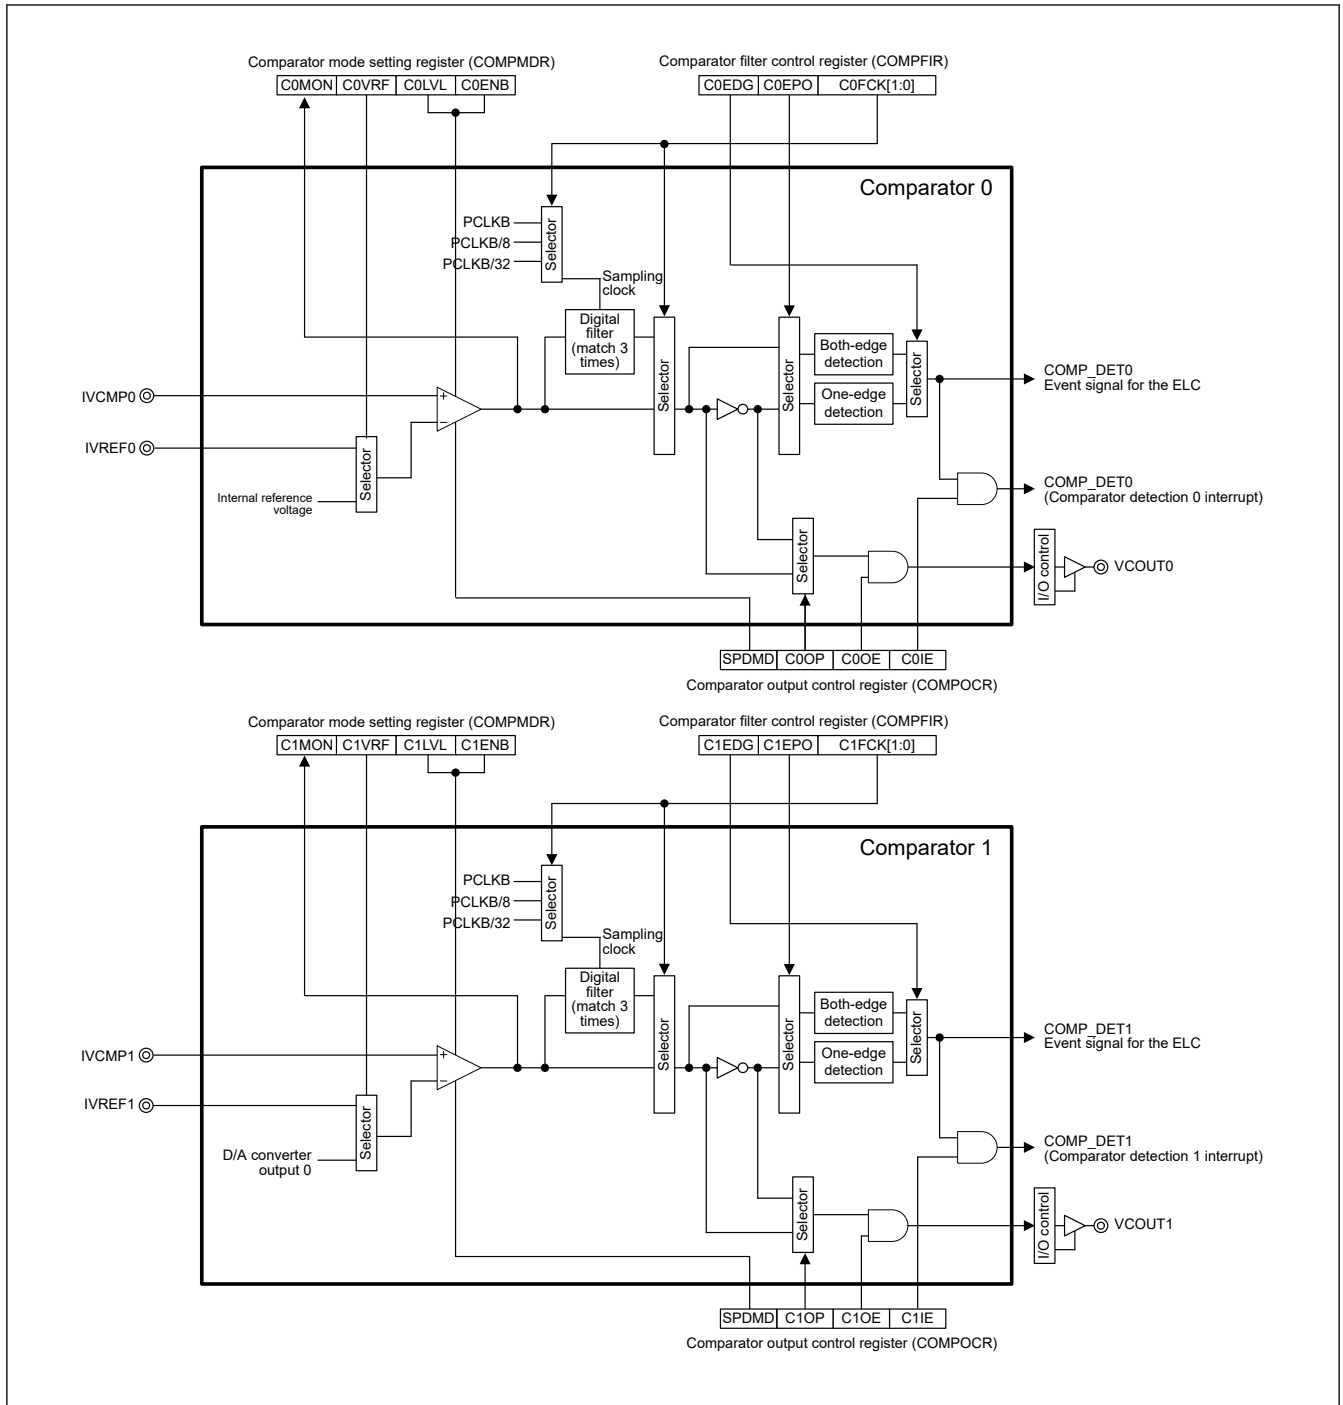 Comparator mode setting register (COMPMDR)
C0MON C0VRF C0LVL C0ENB
Comparator filter control register (COMPFIR)
C0EDG C0EPO C0FCK[1:0]
Comparator 0
PCLKB
PCLKB/8
PCLKB/32
Selector
Sampling
clock
Digital
filter
(match 3
times)
Selector
Selector
Both-edge
detection
One-edge
detection
Selector
COMP_DET0
Event signal for the ELC
IVCMP0
+
−
IVREF0
Internal reference
voltage
Selector
COMP_DET0
(Comparator detection 0 interrupt)
Selector
I/O control
VCOUT0
SPDMD C0OP C0OE C0IE
Comparator output control register (COMPOCR)
Comparator mode setting register (COMPMDR)
C1MON C1VRF C1LVL C1ENB
Comparator filter control register (COMPFIR)
C1EDG C1EPO C1FCK[1:0]
Comparator 1
PCLKB
PCLKB/8
PCLKB/32
Selector
Sampling
clock
Digital
filter
(match 3
times)
Selector
Selector
Both-edge
detection
One-edge
detection
Selector
COMP_DET1
Event signal for the ELC
IVCMP1
+
−
IVREF1
D/A converter
output 0
Selector
COMP_DET1
(Comparator detection 1 interrupt)
Selector
I/O control
VCOUT1
SPDMD C1OP C1OE C1IE
Comparator output control register (COMPOCR)